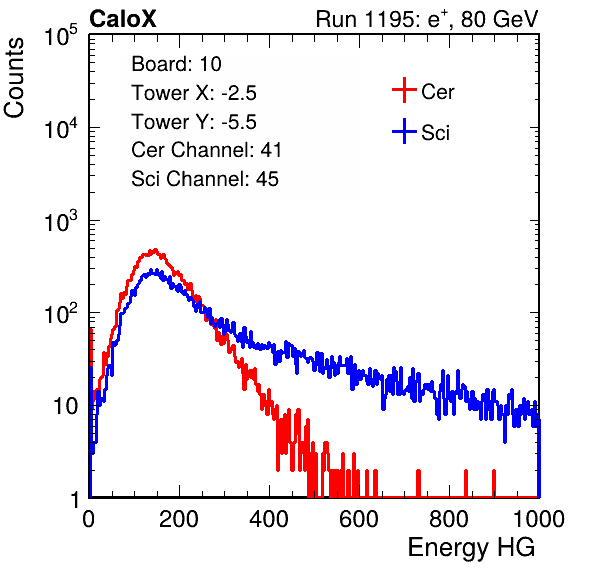 CaloX Run 1195: e⁺, 80 GeV
Counts
10⁵
10⁴
10³
10²
10
1
Board: 10
Tower X: -2.5
Tower Y: -5.5
Cer Channel: 41
Sci Channel: 45
Cer
Sci
0 200 400 600 800 1000
Energy HG